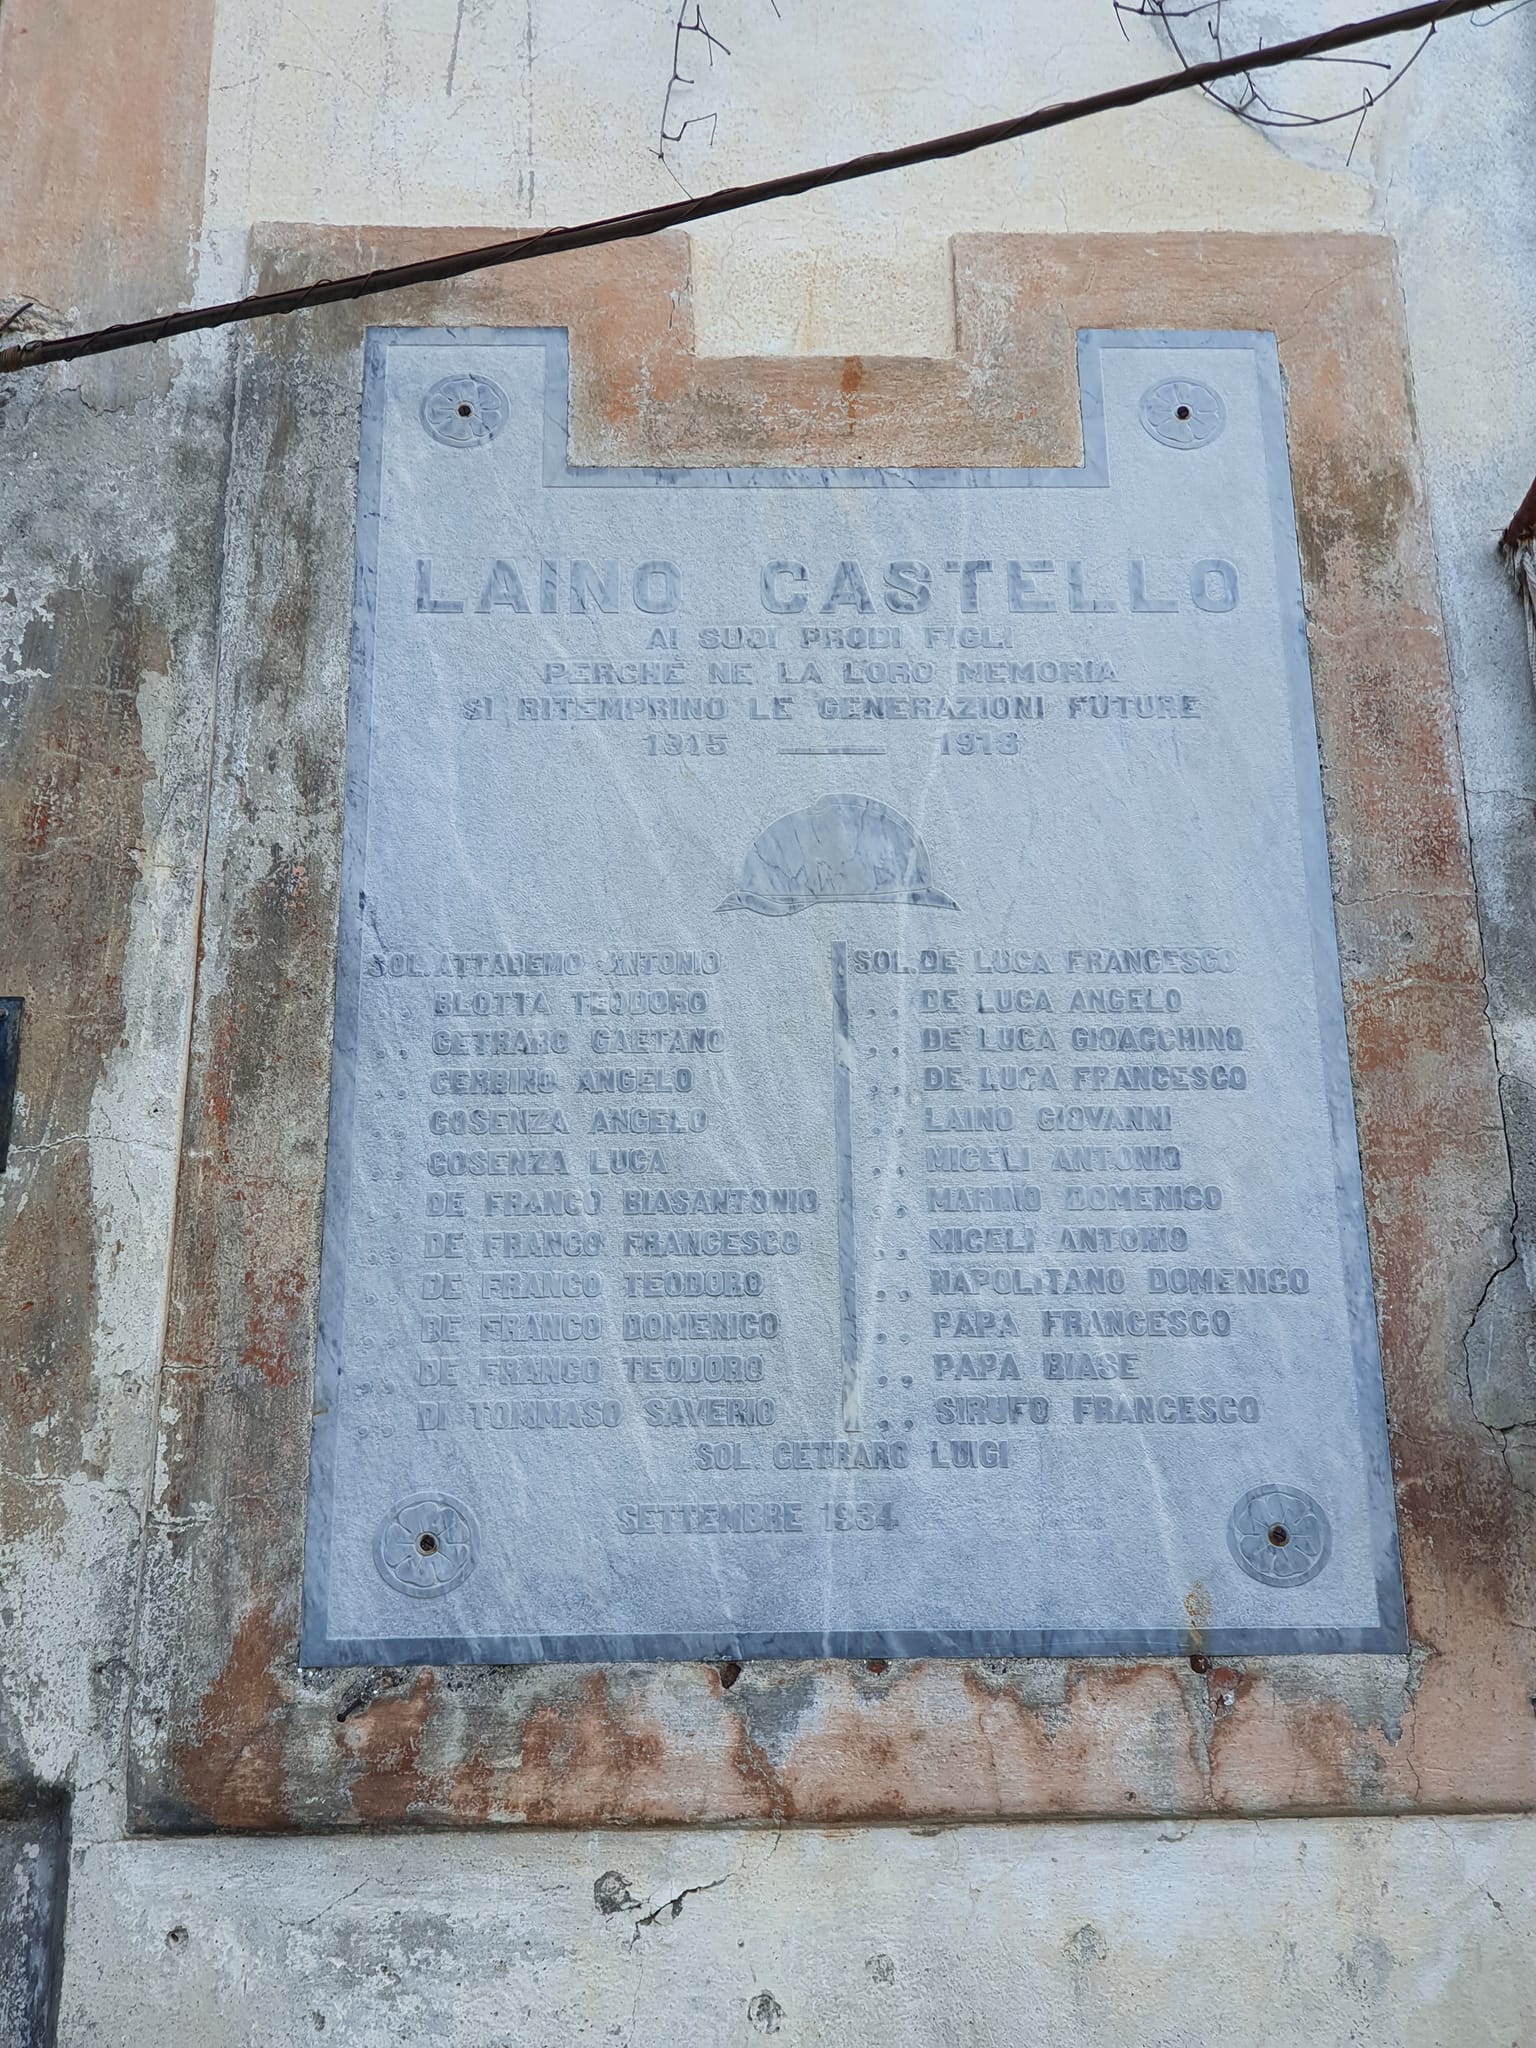 LAINO CASTELLO
AI SUOI PRODI FIGLI
PERCHÉ NE LA LORO MEMORIA
SI RITEMPRINO LE GENERAZIONI FUTURE
1915 — 1918
SOL. ATTADEMO ANTONIO
,, BLOTTA TEODORO
,, CETRARO GAETANO
,, CERBINO ANGELO
,, COSENZA ANGELO
,, COSENZA LUCA
,, DE FRANCO BIASANTONIO
,, DE FRANCO FRANCESCO
,, DE FRANCO TEODORO
,, DE FRANCO DOMENICO
,, DE FRANCO TEODORO
,, DI TOMMASO SAVERIO
SOL. DE LUCA FRANCESCO
,, DE LUCA ANGELO
,, DE LUCA GIOACCHINO
,, DE LUCA FRANCESCO
,, LAINO GIOVANNI
,, MICELI ANTONIO
,, MARINO DOMENICO
,, MICELI ANTONIO
,, NAPOLITANO DOMENICO
,, PAPA FRANCESCO
,, PAPA BIASE
,, SIRUFO FRANCESCO
SOL. CETRARO LUIGI
SETTEMBRE 1934